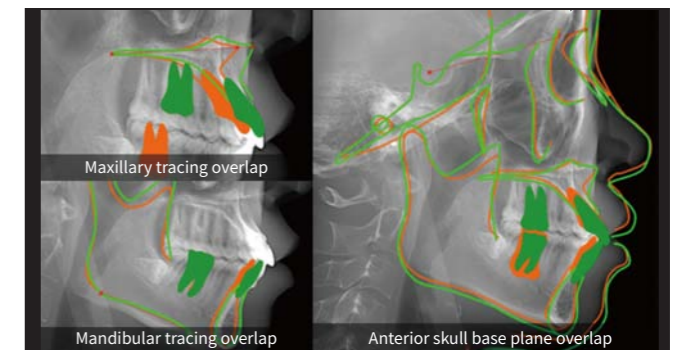 Maxillary tracing overlap
Mandibular tracing overlap
Anterior skull base plane overlap